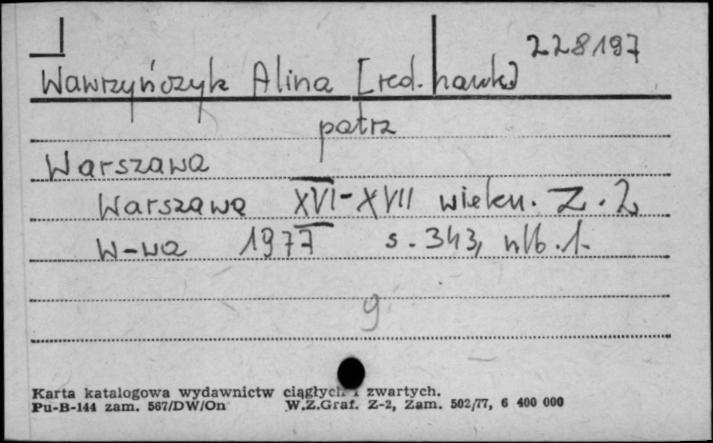 228197
Wawrzyńczyk Alina [red. nauk]
patrz
Warszawa
Warszawa XVI-XVII wieku. Z. 2
W-wa 1977 s. 343, nlb. 1.
9
Karta katalogowa wydawnictw ciągłych i zwartych.
Pu-B-144 zam. 567/DW/On W.Z.Graf. Z-2, Zam. 502/77, 6 400 000